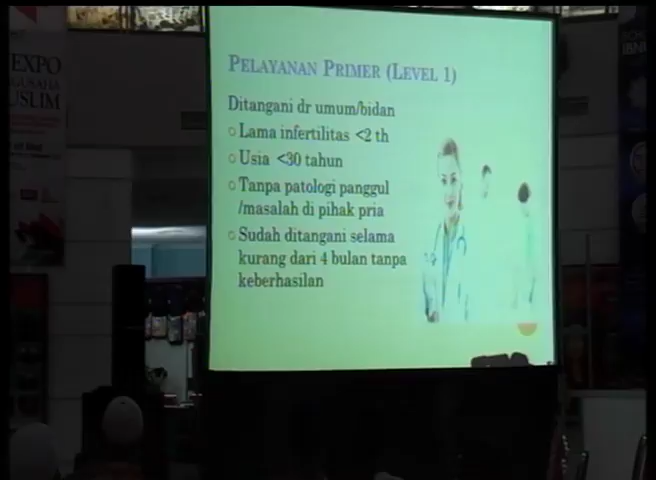 PELAYANAN PRIMER (LEVEL 1)
Ditangani dr umum/bidan
Lama infertilitas <2 th
Usia <30 tahun
Tanpa patologi panggul
/masalah di pihak pria
Sudah ditangani selama
kurang dari 4 bulan tanpa
keberhasilan
EXPO